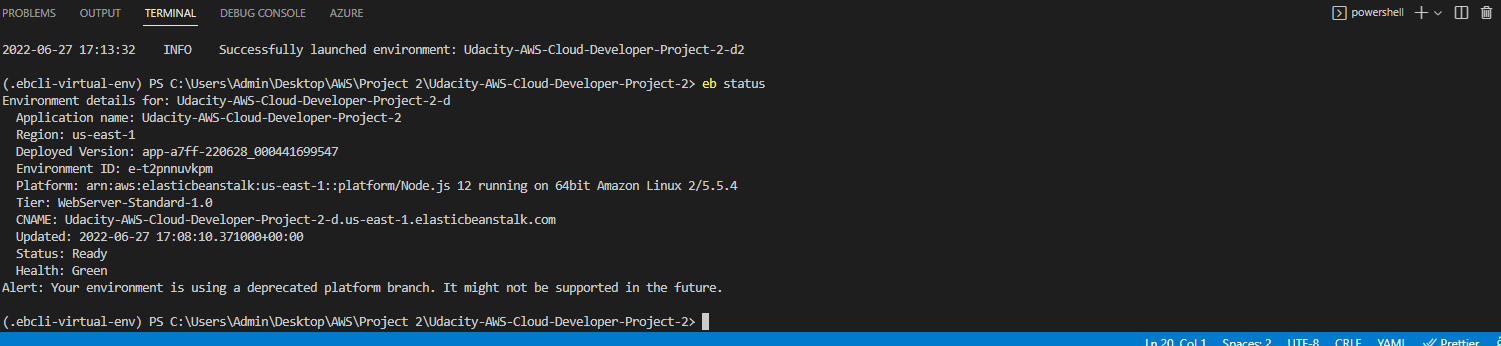 PROBLEMS OUTPUT TERMINAL DEBUG CONSOLE AZURE powershell
2022-06-27 17:13:32    INFO    Successfully launched environment: Udacity-AWS-Cloud-Developer-Project-2-d2
(.ebcli-virtual-env) PS C:\Users\Admin\Desktop\AWS\Project 2\Udacity-AWS-Cloud-Developer-Project-2> eb status
Environment details for: Udacity-AWS-Cloud-Developer-Project-2-d
  Application name: Udacity-AWS-Cloud-Developer-Project-2
  Region: us-east-1
  Deployed Version: app-a7ff-220628_000441699547
  Environment ID: e-t2pnnuvkpm
  Platform: arn:aws:elasticbeanstalk:us-east-1::platform/Node.js 12 running on 64bit Amazon Linux 2/5.5.4
  Tier: WebServer-Standard-1.0
  CNAME: Udacity-AWS-Cloud-Developer-Project-2-d.us-east-1.elasticbeanstalk.com
  Updated: 2022-06-27 17:08:10.371000+00:00
  Status: Ready
  Health: Green
Alert: Your environment is using a deprecated platform branch. It might not be supported in the future.
(.ebcli-virtual-env) PS C:\Users\Admin\Desktop\AWS\Project 2\Udacity-AWS-Cloud-Developer-Project-2>
Ln 20, Col 1 Spaces: 2 UTF-8 CRLF YAML Prettier